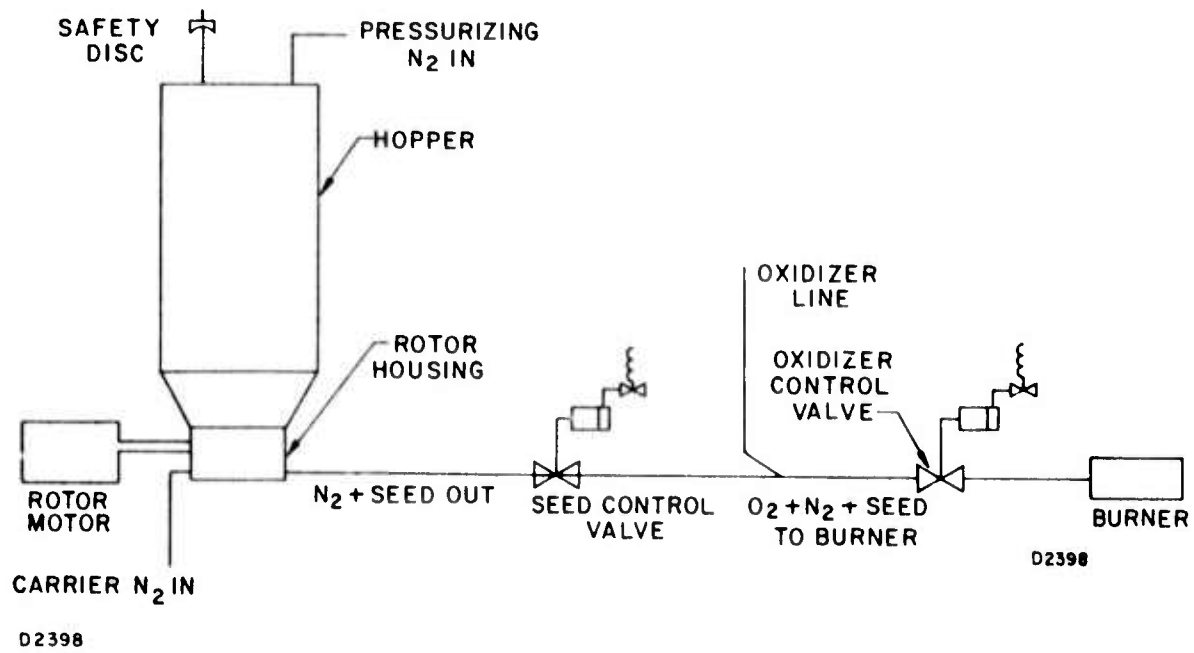 SAFETY
DISC
PRESSURIZING
N₂ IN
HOPPER
ROTOR
HOUSING
OXIDIZER
LINE
OXIDIZER
CONTROL
VALVE
ROTOR
MOTOR
N₂ + SEED OUT
SEED CONTROL
VALVE
O₂ + N₂ + SEED
TO BURNER
BURNER
D2398
CARRIER N₂ IN
D2398